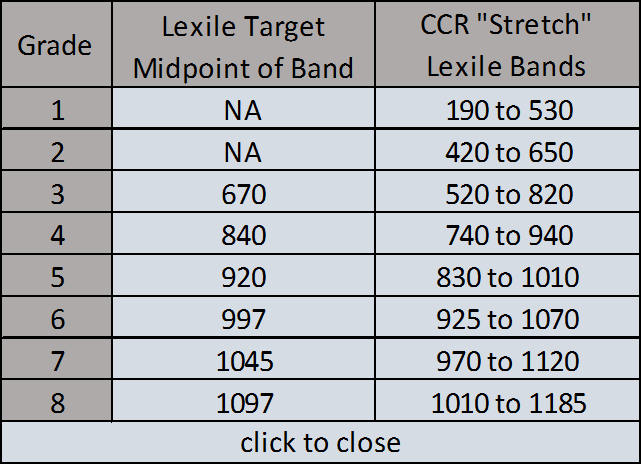 Grade Lexile Target Midpoint of Band CCR "Stretch" Lexile Bands
1 NA 190 to 530
2 NA 420 to 650
3 670 520 to 820
4 840 740 to 940
5 920 830 to 1010
6 997 925 to 1070
7 1045 970 to 1120
8 1097 1010 to 1185
click to close